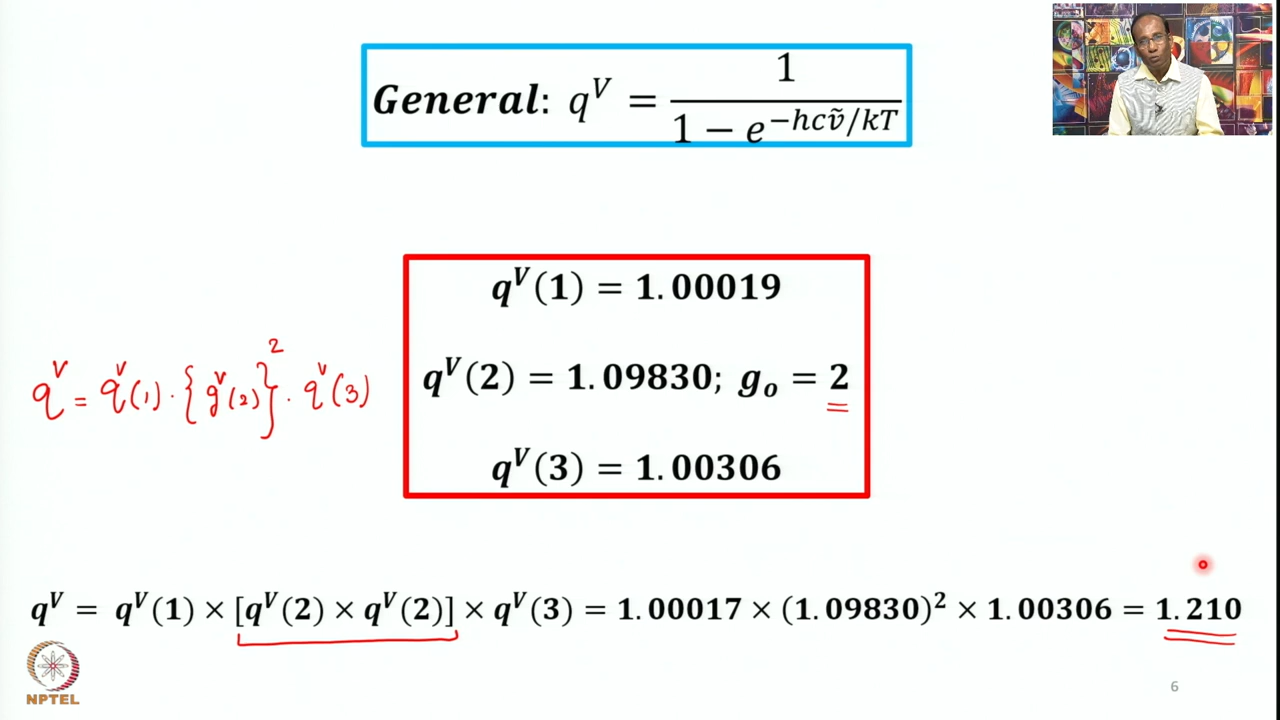 General: q^V = 1 / (1 − e^{−hcṽ/kT})
q^V(1) = 1.00019
q^V(2) = 1.09830; g_o = 2
q^V(3) = 1.00306
q^V = q^V(1) · {q^V(2)}^2 · q^V(3)
q^V = q^V(1) × [q^V(2) × q^V(2)] × q^V(3) = 1.00017 × (1.09830)^2 × 1.00306 = 1.210
NPTEL
6